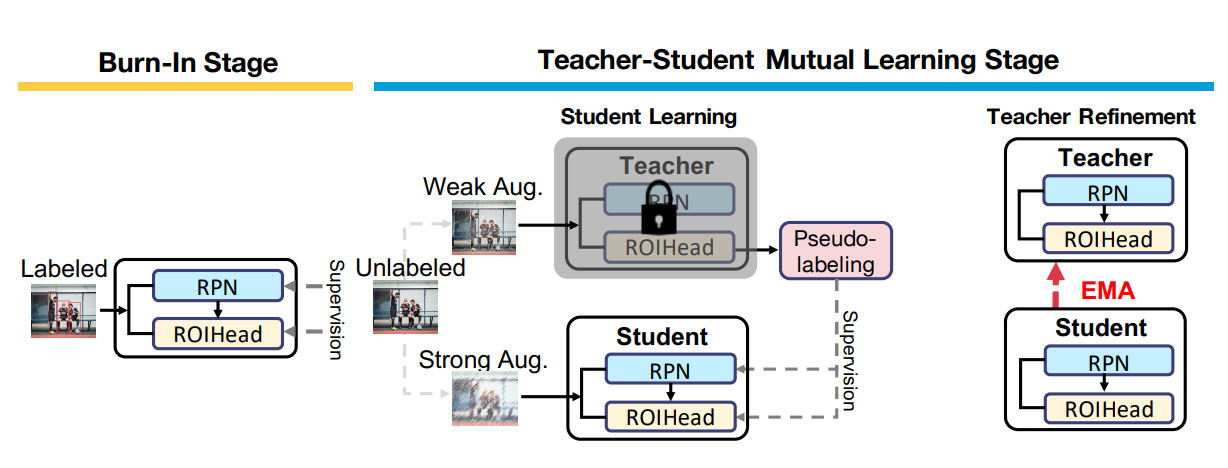 Burn-In Stage
Teacher-Student Mutual Learning Stage
Labeled
RPN
ROIHead
Supervision
Student Learning
Unlabeled
Weak Aug.
Teacher
RPN
ROIHead
Pseudo-
labeling
Strong Aug.
Student
RPN
ROIHead
Supervision
Teacher Refinement
Teacher
RPN
ROIHead
EMA
Student
RPN
ROIHead